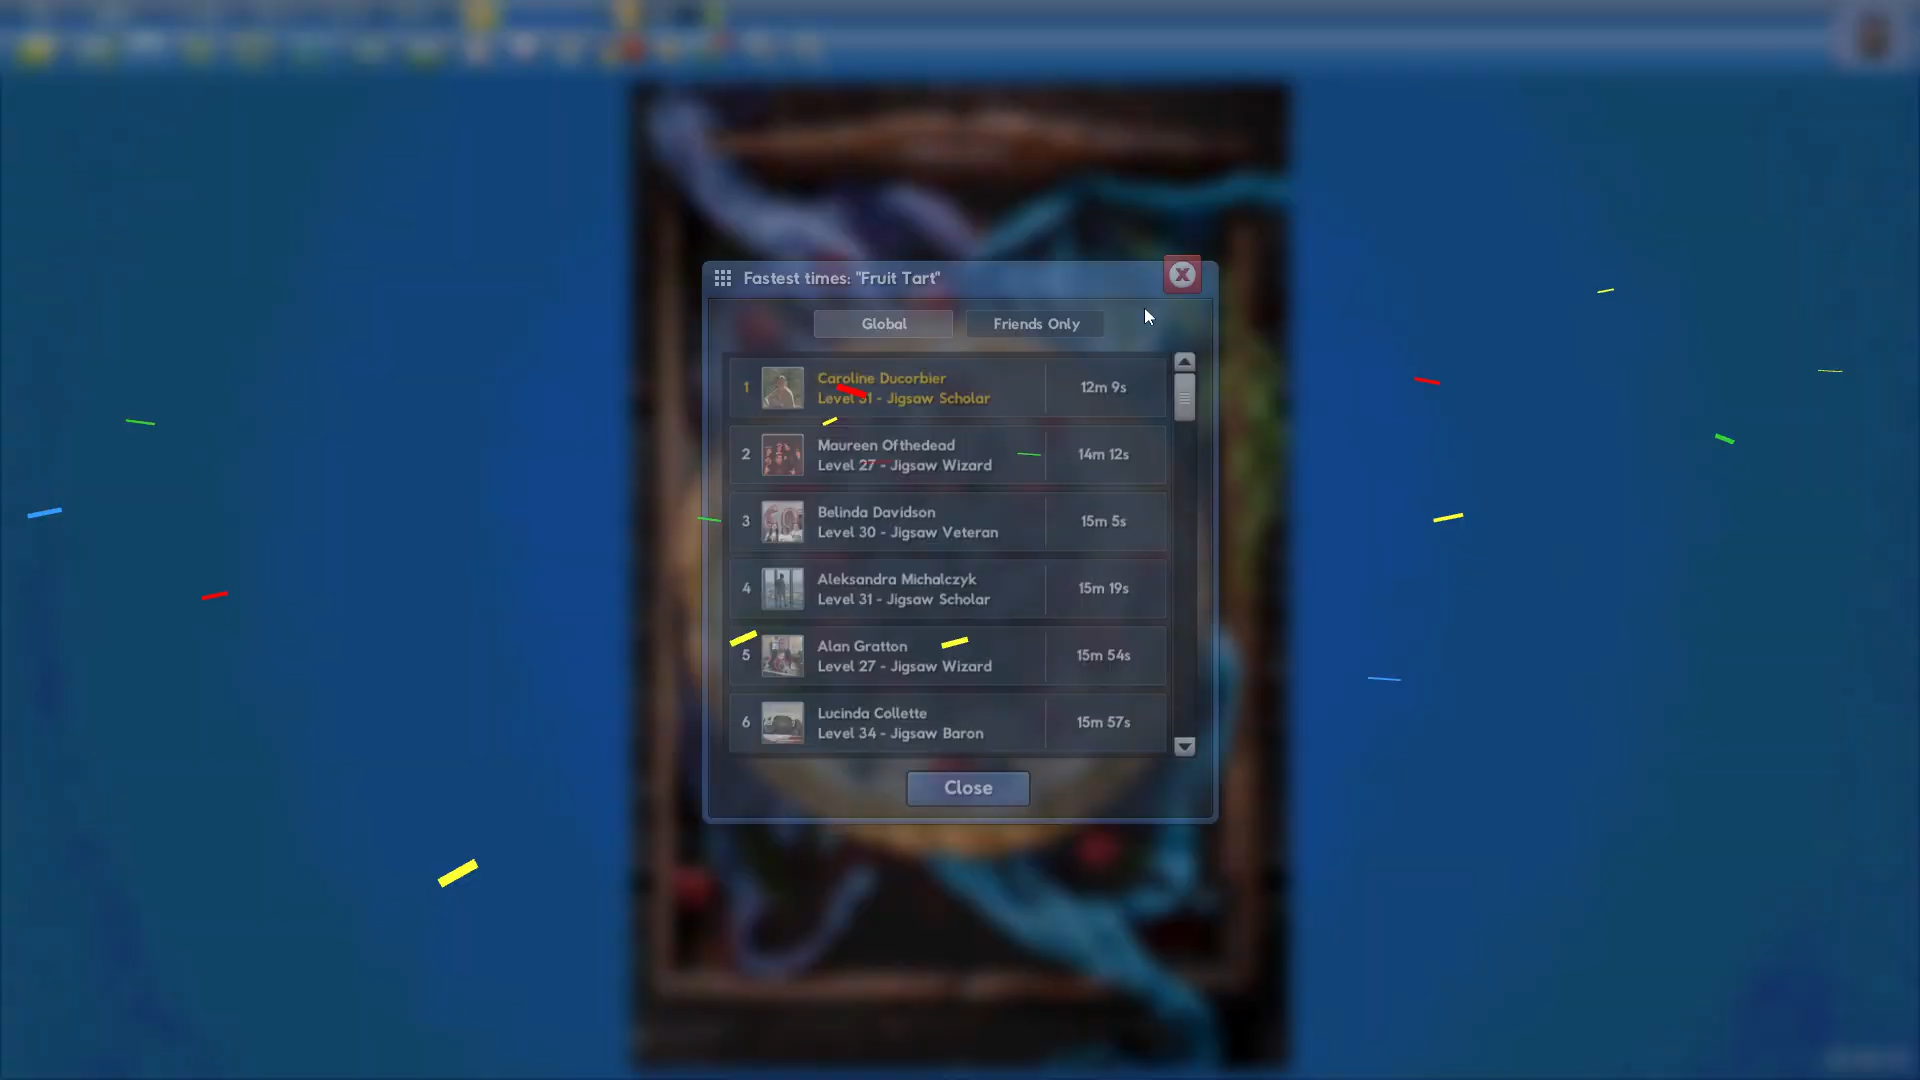 Fastest times: "Fruit Tart"
Global
Friends Only
1
Caroline Ducorbier
Level 31 - Jigsaw Scholar
12m 9s
2
Maureen Ofthedead
Level 27 - Jigsaw Wizard
14m 12s
3
Belinda Davidson
Level 30 - Jigsaw Veteran
15m 5s
4
Aleksandra Michalczyk
Level 31 - Jigsaw Scholar
15m 19s
5
Alan Gratton
Level 27 - Jigsaw Wizard
15m 54s
6
Lucinda Collette
Level 34 - Jigsaw Baron
15m 57s
Close